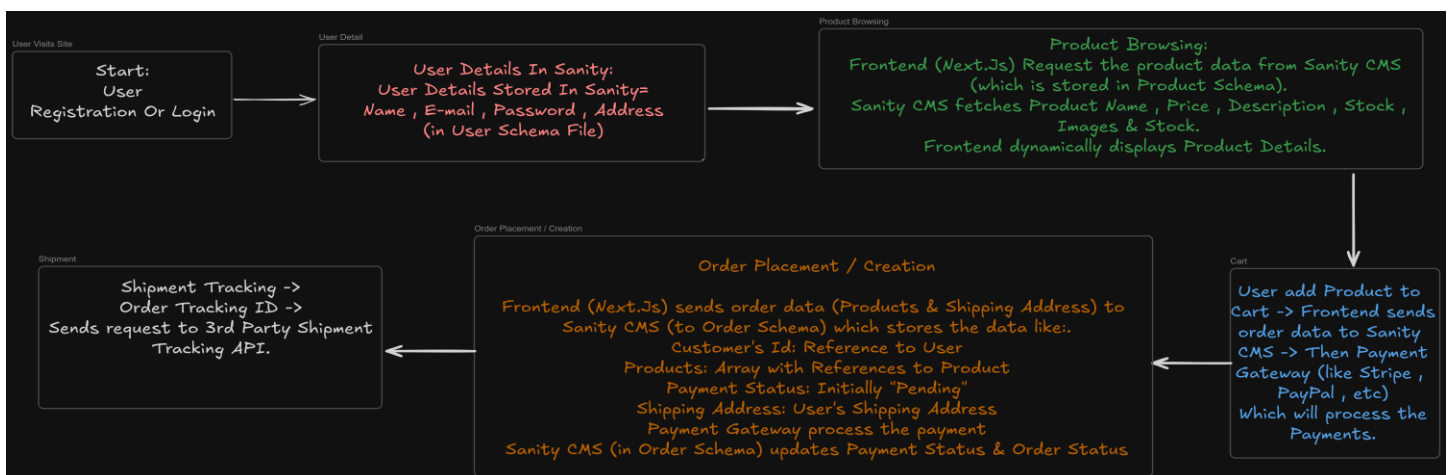 User Visits Site
Start:
User
Registration Or Login
User Detail
User Details In Sanity:
User Details Stored In Sanity=
Name , E-mail , Password , Address
(in User Schema File)
Product Browsing
Product Browsing:
Frontend (Next.Js) Request the product data from Sanity CMS
(which is stored in Product Schema).
Sanity CMS fetches Product Name , Price , Description , Stock ,
Images & Stock.
Frontend dynamically displays Product Details.
Cart
User add Product to
Cart -> Frontend sends
order data to Sanity
CMS -> Then Payment
Gateway (like Stripe ,
PayPal , etc)
Which will process the
Payments.
Order Placement / Creation
Order Placement / Creation
Frontend (Next.Js) sends order data (Products & Shipping Address) to
Sanity CMS (to Order Schema) which stores the data like:.
Customer's Id: Reference to User
Products: Array with References to Product
Payment Status: Initially "Pending"
Shipping Address: User's Shipping Address
Payment Gateway process the payment
Sanity CMS (in Order Schema) updates Payment Status & Order Status
Shipment
Shipment Tracking ->
Order Tracking ID ->
Sends request to 3rd Party Shipment
Tracking API.